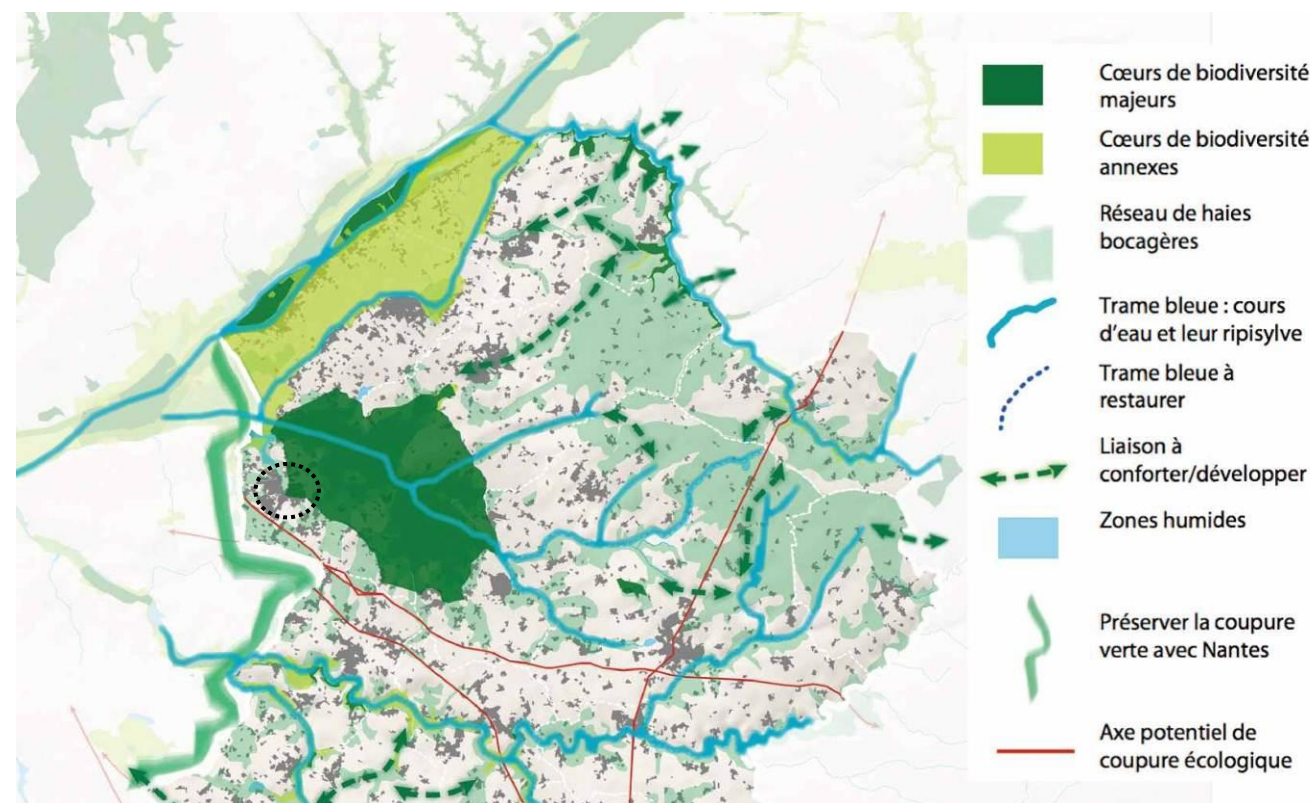 Cœurs de biodiversité
majeurs
Cœurs de biodiversité
annexes
Réseau de haies
bocagères
Trame bleue : cours
d'eau et leur ripisylve
Trame bleue à
restaurer
Liaison à
conforter/développer
Zones humides
Préserver la coupure
verte avec Nantes
Axe potentiel de
coupure écologique